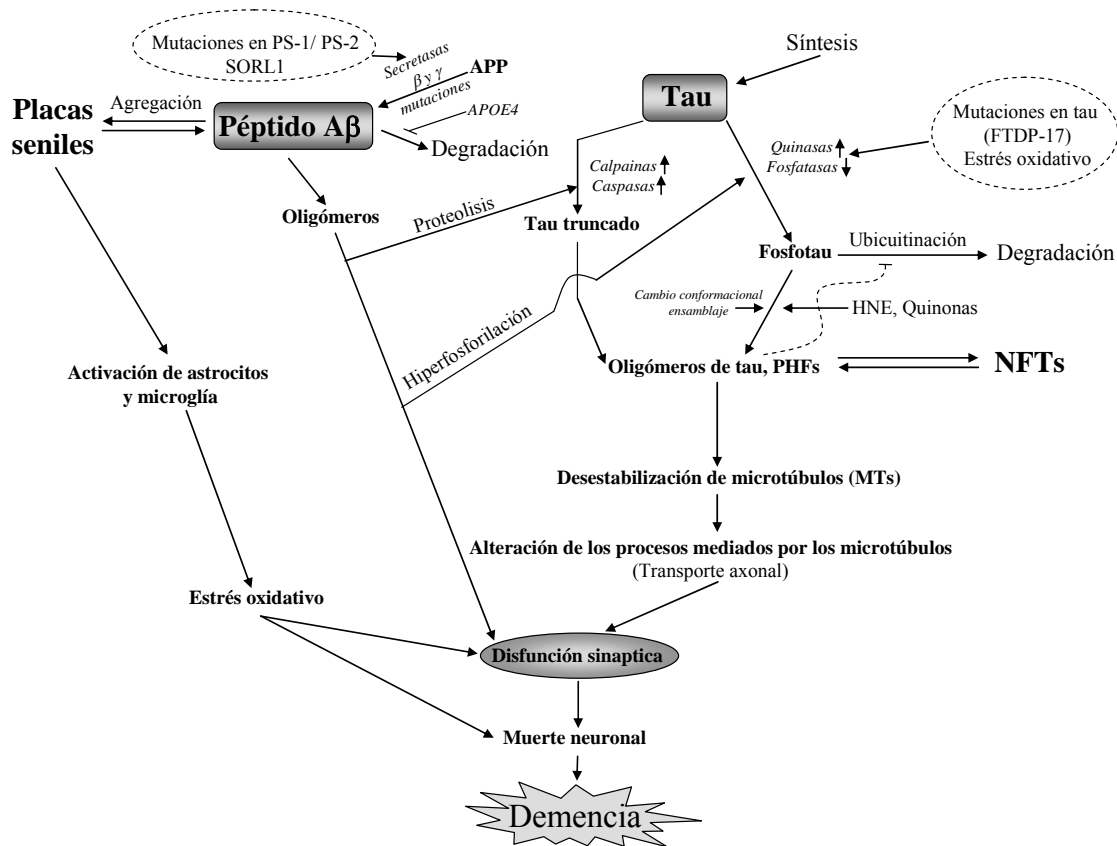 Mutaciones en PS-1/ PS-2
SORL1
Secretasas
β y γ
mutaciones
APP
APOE4
Síntesis
Tau
Placas
seniles
Agregación
Péptido Aβ
Degradación
Mutaciones en tau
(FTDP-17)
Estrés oxidativo
Quinasas
Fosfatasas
Calpainas
Caspasas
Oligómeros
Proteolisis
Tau truncado
Fosfotau
Ubicuitinación
Degradación
Cambio conformacional
ensamblaje
HNE, Quinonas
Hiperfosforilación
Oligómeros de tau, PHFs
NFTs
Activación de astrocitos
y microglía
Desestabilización de microtúbulos (MTs)
Alteración de los procesos mediados por los microtúbulos
(Transporte axonal)
Estrés oxidativo
Disfunción sinaptica
Muerte neuronal
Demencia